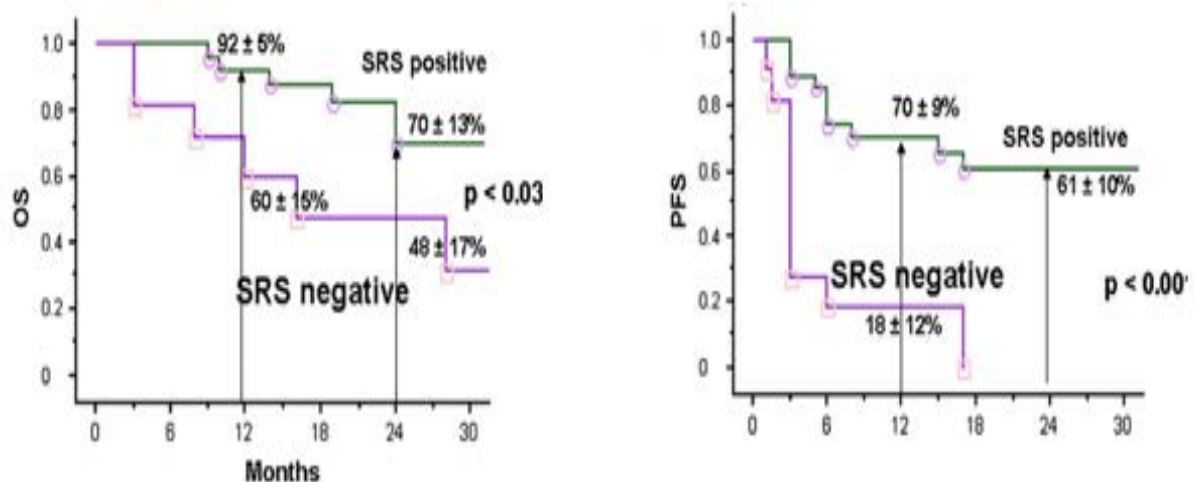 1.0
0.8
0.6
0.4
0.2
0
OS
92 ± 5%
SRS positive
70 ± 13%
p < 0.03
60 ± 15%
48 ± 17%
SRS negative
0 6 12 18 24 30
Months
1.0
0.8
0.6
0.4
0.2
0
PFS
70 ± 9%
SRS positive
61 ± 10%
SRS negative
p < 0.00
18 ± 12%
0 6 12 18 24 30